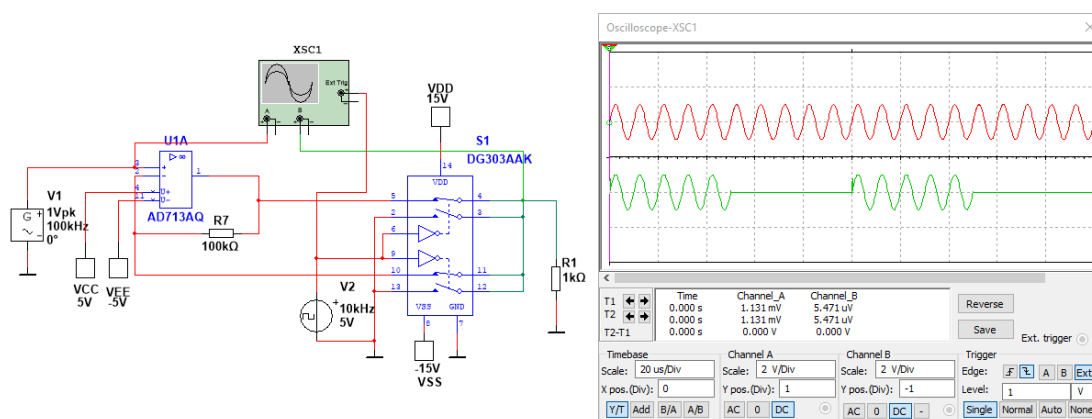 XSC1
Ext Trig
A
B
VDD
15V
S1
DG303AAK
U1A
3
2
4
11
+
-
U+
U-
1
AD713AQ
V1
1Vpk
100kHz
0°
G
R7
100kΩ
VCC
5V
VEE
-5V
14
VDD
5
4
2
3
6
9
10
11
13
12
VSS
GND
8
7
V2
10kHz
5V
R1
1kΩ
-15V
VSS
Oscilloscope-XSC1
Time Channel_A Channel_B
T1 0.000 s 1.131 mV 5.471 uV
T2 0.000 s 1.131 mV 5.471 uV
T2-T1 0.000 s 0.000 V 0.000 V
Reverse
Save
Ext. trigger
Timebase Channel A Channel B Trigger
Scale: 20 us/Div Scale: 2 V/Div Scale: 2 V/Div Edge: A B Ext
X pos.(Div): 0 Y pos.(Div): 1 Y pos.(Div): -1 Level: 1 V
Y/T Add B/A A/B AC 0 DC AC 0 DC - Single Normal Auto None